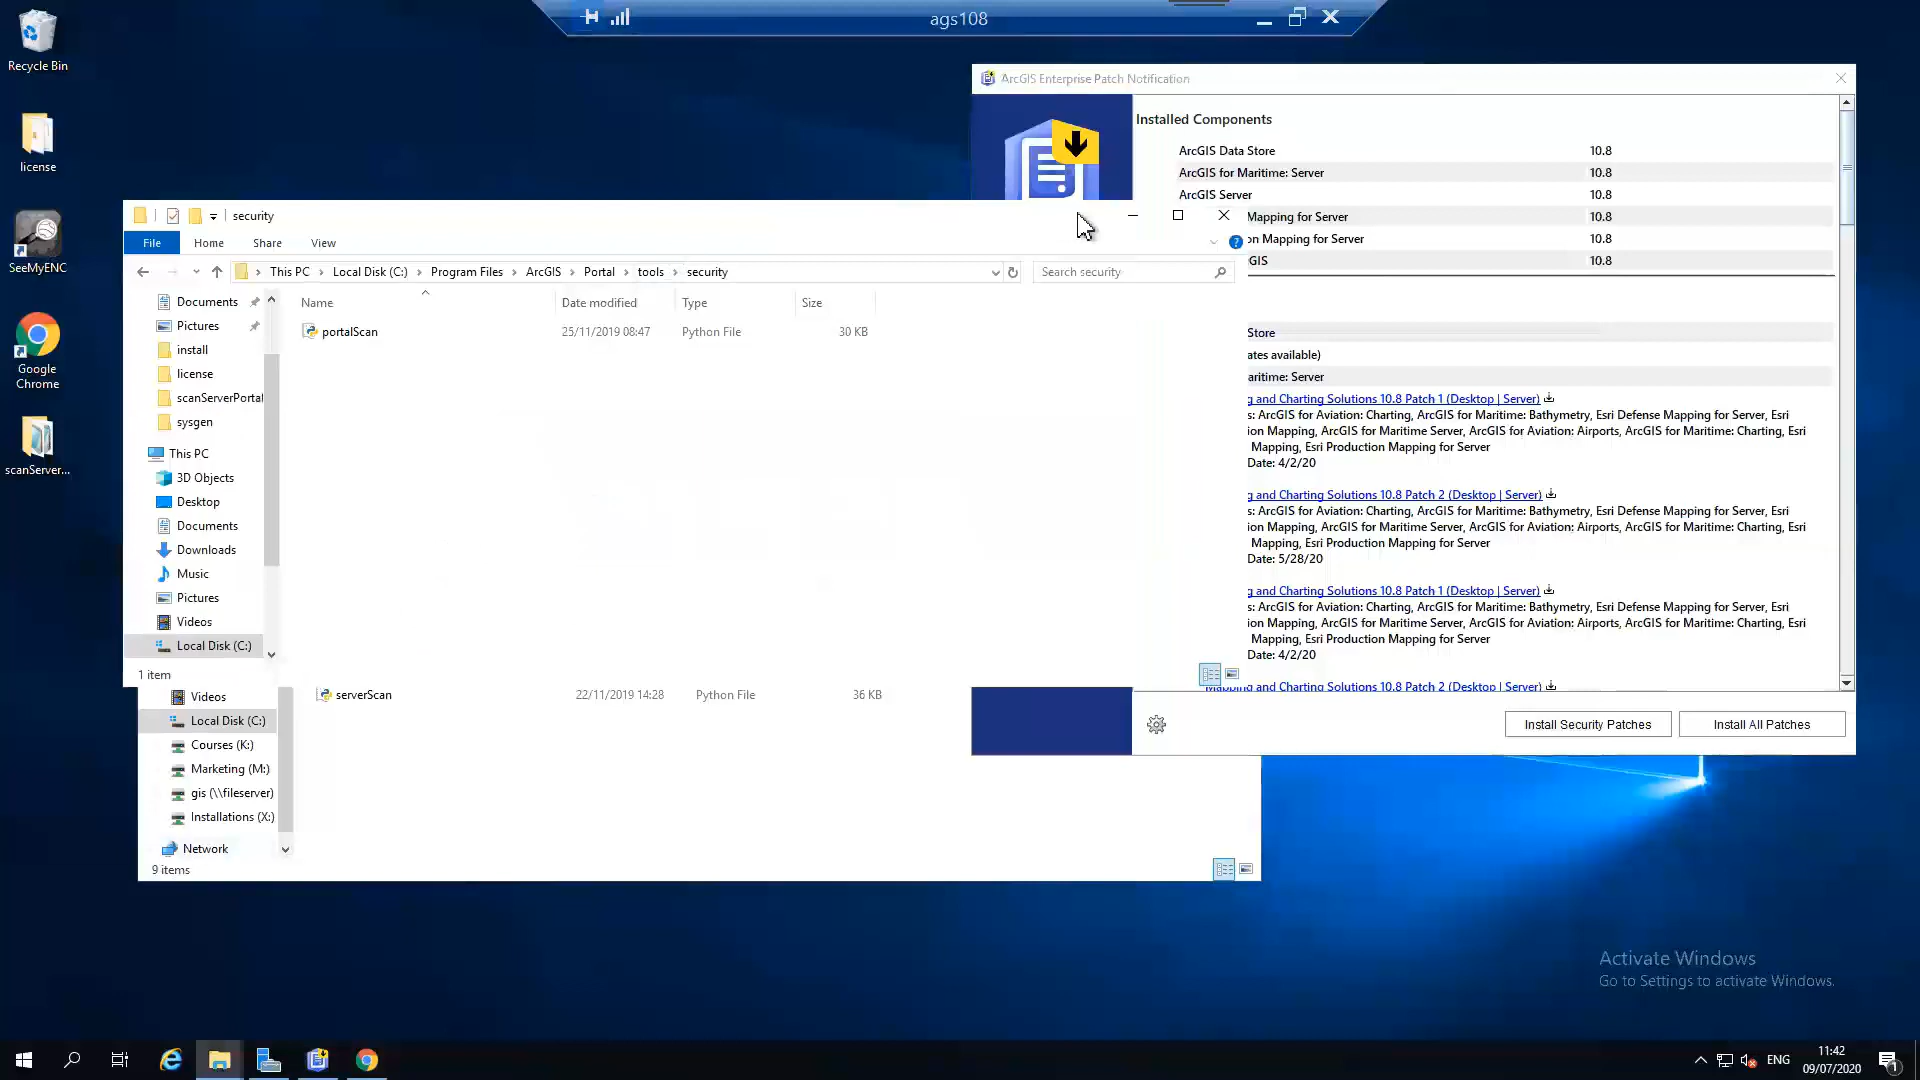 ags108
Recycle Bin
license
SeeMyENC
Google
Chrome
scanServer...
ArcGIS Enterprise Patch Notification
Installed Components
ArcGIS Data Store 10.8
ArcGIS for Maritime: Server 10.8
ArcGIS Server 10.8
Mapping for Server 10.8
on Mapping for Server 10.8
GIS 10.8
Store
ates available)
aritime: Server
g and Charting Solutions 10.8 Patch 1 (Desktop | Server)
s: ArcGIS for Aviation: Charting, ArcGIS for Maritime: Bathymetry, Esri Defense Mapping for Server, Esri
ion Mapping, ArcGIS for Maritime Server, ArcGIS for Aviation: Airports, ArcGIS for Maritime: Charting, Esri
Mapping, Esri Production Mapping for Server
Date: 4/2/20
g and Charting Solutions 10.8 Patch 2 (Desktop | Server)
s: ArcGIS for Aviation: Charting, ArcGIS for Maritime: Bathymetry, Esri Defense Mapping for Server, Esri
ion Mapping, ArcGIS for Maritime Server, ArcGIS for Aviation: Airports, ArcGIS for Maritime: Charting, Esri
Mapping, Esri Production Mapping for Server
Date: 5/28/20
g and Charting Solutions 10.8 Patch 1 (Desktop | Server)
s: ArcGIS for Aviation: Charting, ArcGIS for Maritime: Bathymetry, Esri Defense Mapping for Server, Esri
ion Mapping, ArcGIS for Maritime Server, ArcGIS for Aviation: Airports, ArcGIS for Maritime: Charting, Esri
Mapping, Esri Production Mapping for Server
Date: 4/2/20
Mapping and Charting Solutions 10.8 Patch 2 (Desktop | Server)
Install Security Patches
Install All Patches
security
File Home Share View
This PC > Local Disk (C:) > Program Files > ArcGIS > Portal > tools > security
Search security
Name Date modified Type Size
portalScan 25/11/2019 08:47 Python File 30 KB
Documents
Pictures
install
license
scanServerPortal
sysgen
This PC
3D Objects
Desktop
Documents
Downloads
Music
Pictures
Videos
Local Disk (C:)
1 item
Videos
Local Disk (C:)
Courses (K:)
Marketing (M:)
gis (\\fileserver)
Installations (X:)
Network
9 items
serverScan 22/11/2019 14:28 Python File 36 KB
Activate Windows
Go to Settings to activate Windows.
ENG
11:42
09/07/2020
1